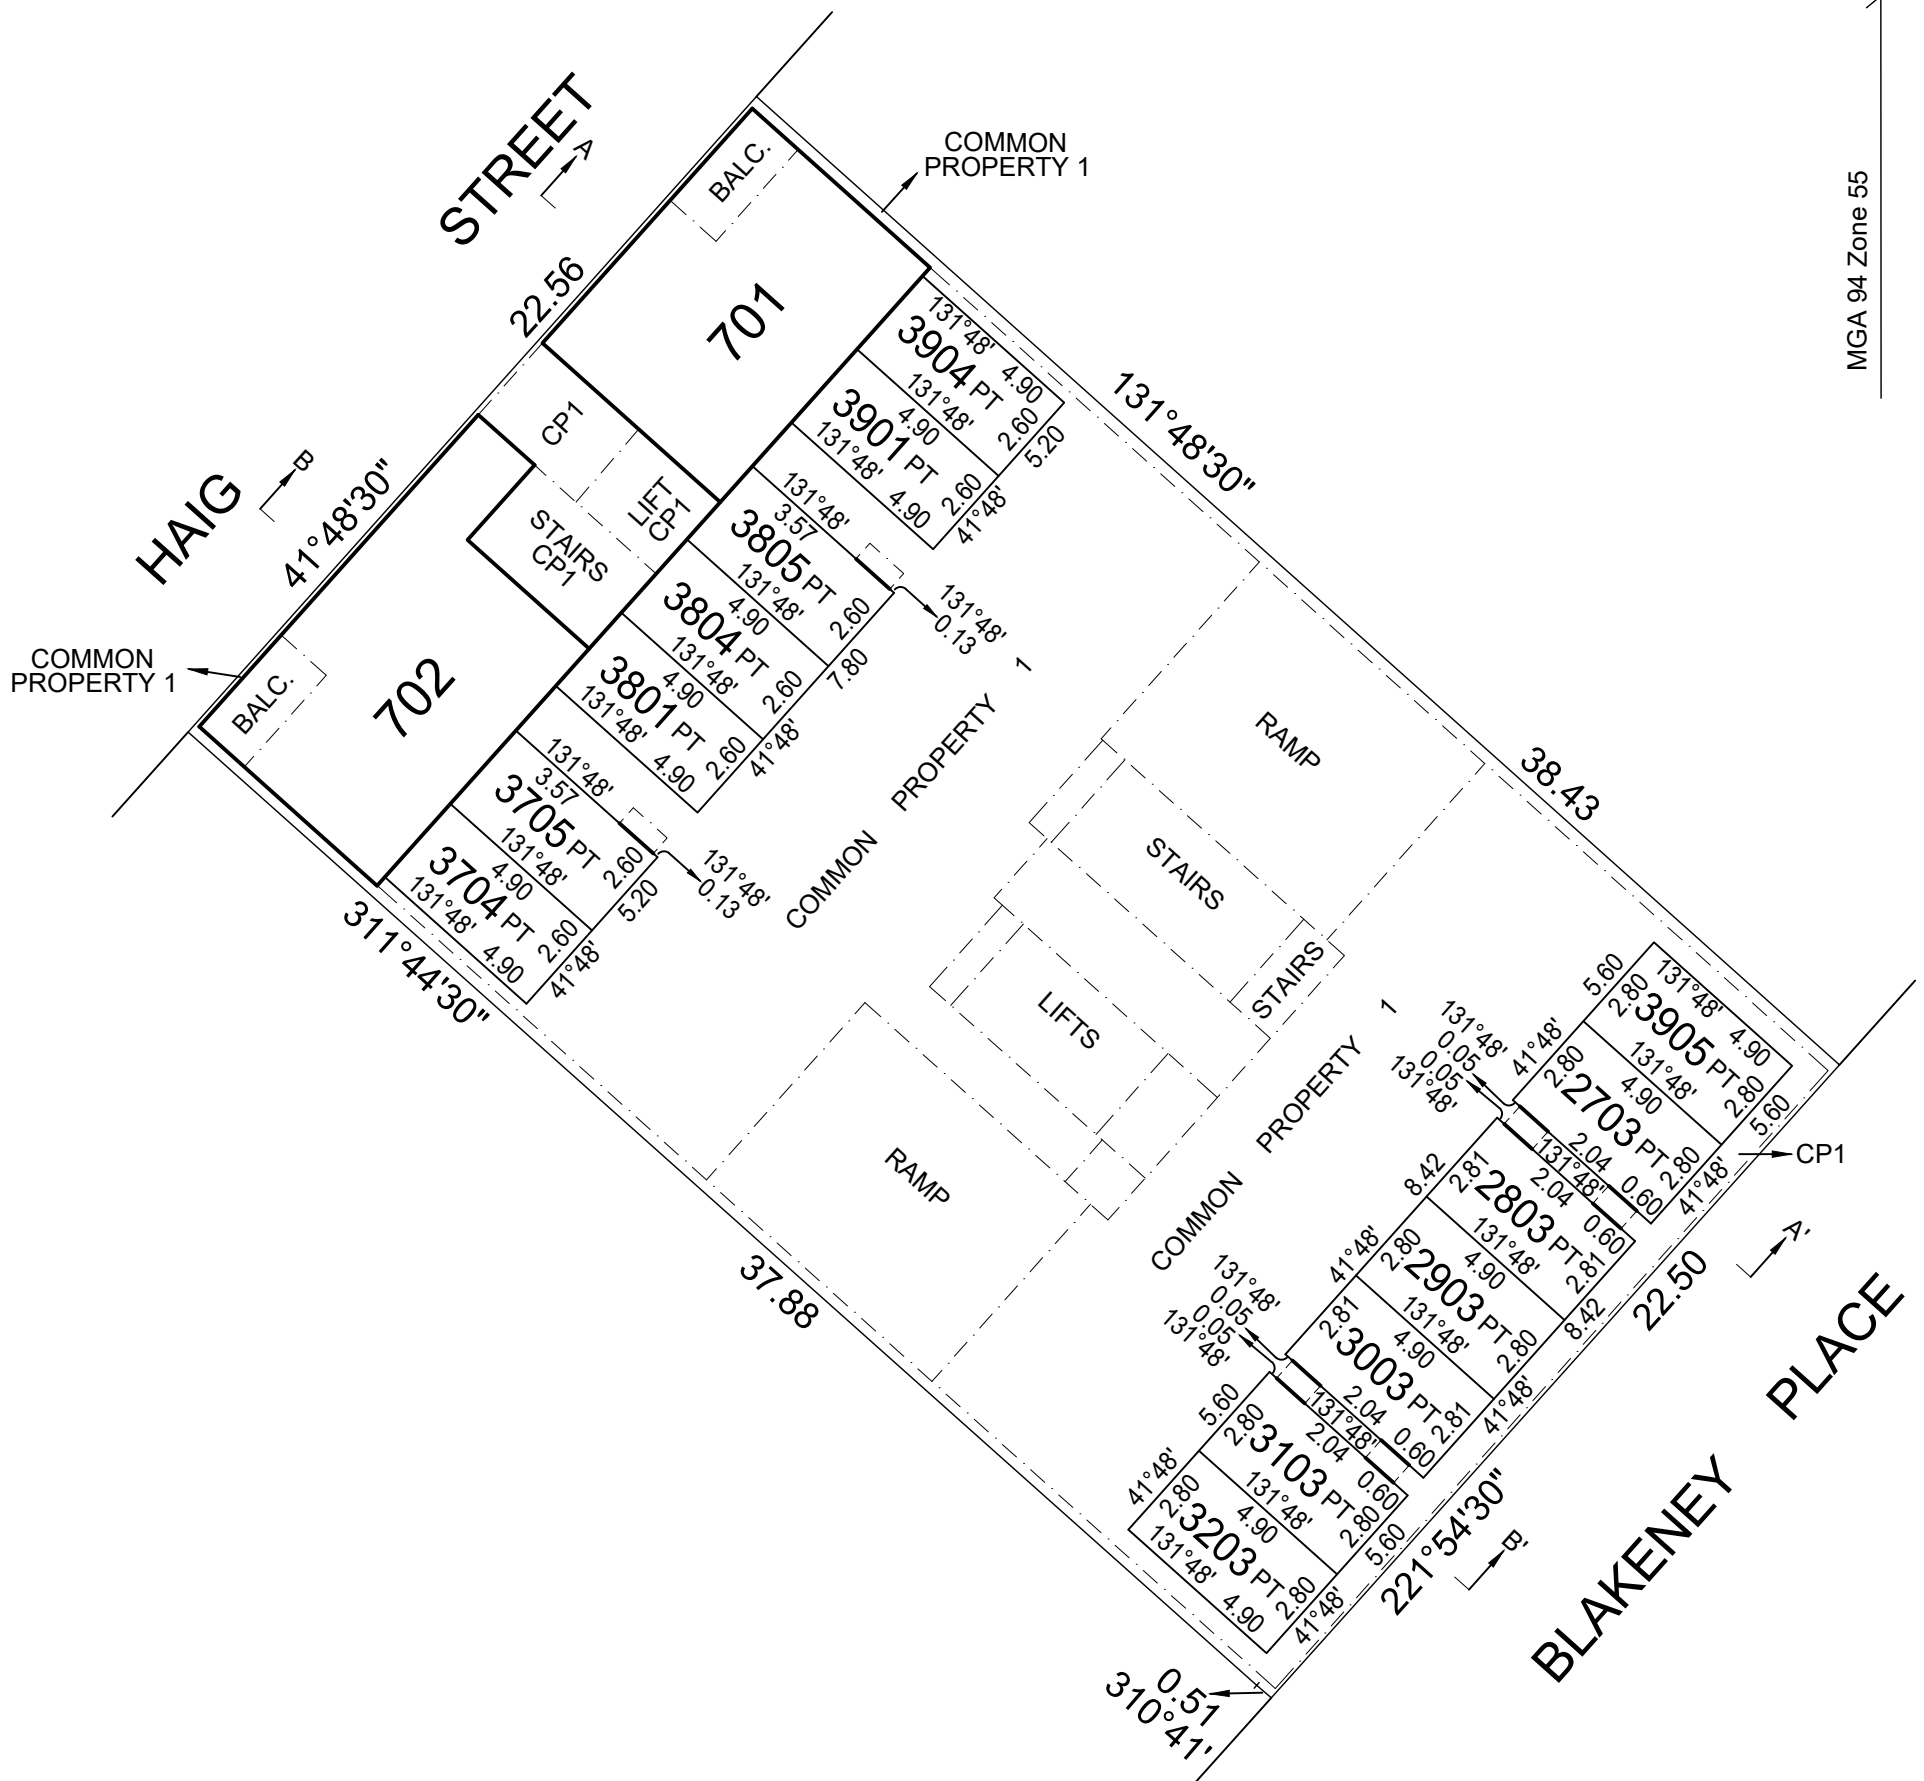 MGA 94 Zone 55
HAIG STREET
A
B
22.56
41°48'30"
COMMON
PROPERTY 1
COMMON
PROPERTY 1
BALC.
701
CP1
LIFT
CP1
STAIRS
CP1
702
BALC.
131°48'
4.90
3904 PT
2.60
131°48'
4.90
3901 PT
2.60
5.20
131°48'
4.90
41°48'
131°48'
3.57
3805 PT
2.60
131°48'
0.13
131°48'
4.90
3804 PT
2.60
7.80
131°48'
4.90
3801 PT
2.60
131°48'
4.90
41°48'
131°48'
3.57
3705 PT
2.60
131°48'
0.13
131°48'
4.90
3704 PT
2.60
5.20
131°48'
4.90
41°48'
131°48'30"
38.43
311°44'30"
37.88
COMMON PROPERTY 1
RAMP
STAIRS
STAIRS
LIFTS
RAMP
COMMON PROPERTY 1
5.60
2.80
131°48'
4.90
3905 PT
2.80
41°48'
2.80
131°48'
4.90
2703 PT
2.80
5.60
41°48'
CP1
131°48'
0.05
0.05
131°48'
2.04
0.60
131°48'
2.04
0.60
8.42
2.81
2803 PT
2.81
131°48'
4.90
41°48'
2.80
2903 PT
2.80
8.42
131°48'
4.90
2.81
3003 PT
2.81
41°48'
131°48'
0.05
0.05
131°48'
2.04
0.60
131°48'
2.04
0.60
5.60
2.80
3103 PT
2.80
131°48'
4.90
5.60
41°48'
2.80
3203 PT
2.80
131°48'
4.90
41°48'
22.50
221°54'30"
A'
B'
0.51
310°41'
BLAKENEY PLACE